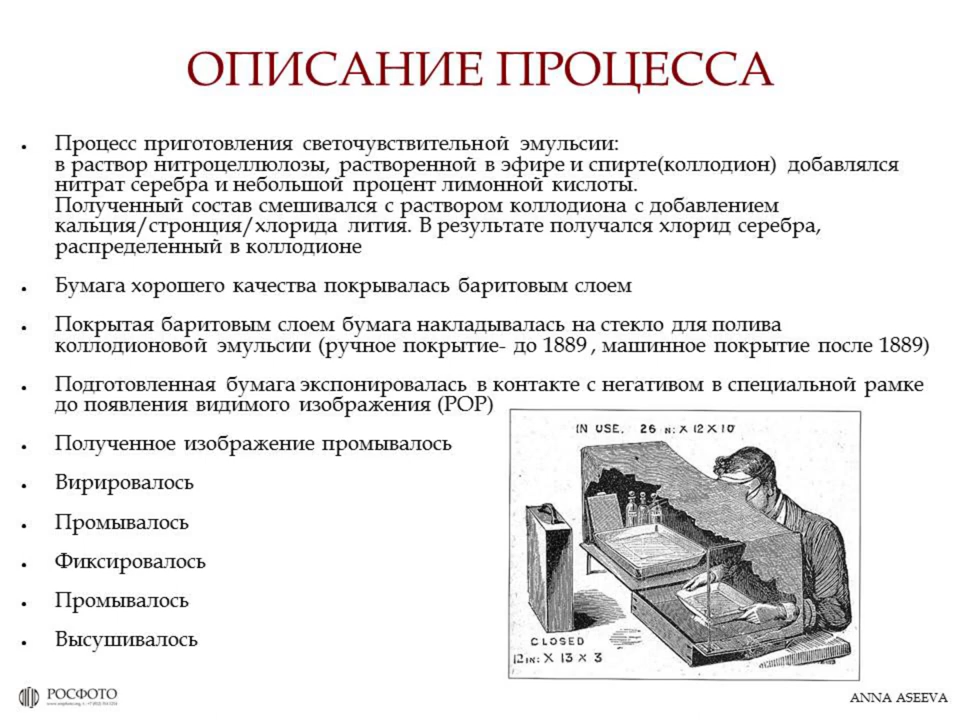 ОПИСАНИЕ ПРОЦЕССА
• Процесс приготовления светочувствительной эмульсии:
в раствор нитроцеллюлозы, растворенной в эфире и спирте(коллодион) добавлялся
нитрат серебра и небольшой процент лимонной кислоты.
Полученный состав смешивался с раствором коллодиона с добавлением
кальция/стронция/хлорида лития. В результате получался хлорид серебра,
распределенный в коллодионе
• Бумага хорошего качества покрывалась баритовым слоем
• Покрытая баритовым слоем бумага накладывалась на стекло для полива
коллодионовой эмульсии (ручное покрытие- до 1889 , машинное покрытие после 1889)
• Подготовленная бумага экспонировалась в контакте с негативом в специальной рамке
до появления видимого изображения (POP)
• Полученное изображение промывалось
• Вирировалось
• Промывалось
• Фиксировалось
• Промывалось
• Высушивалось
IN USE. 26 IN: X 12 X 10
CLOSED
12 IN: X 13 X 3
РОСФОТО
ANNA ASEEVA